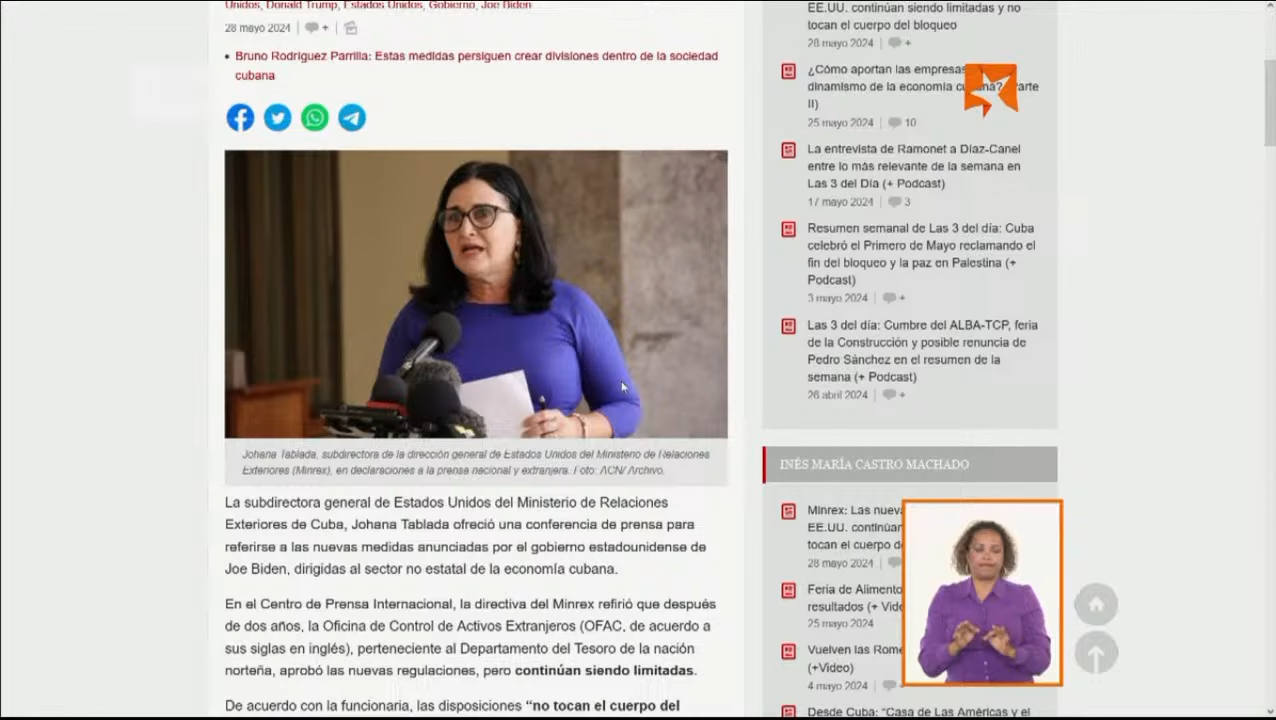 Unidos, Donald Trump, Estados Unidos, Gobierno, Joe Biden
28 mayo 2024 | +
• Bruno Rodríguez Parrilla: Estas medidas persiguen crear divisiones dentro de la sociedad
cubana
Johana Tablada, subdirectora de la dirección general de Estados Unidos del Ministerio de Relaciones
Exteriores (Minrex), en declaraciones a la prensa nacional y extranjera. Foto: ACN/ Archivo.
La subdirectora general de Estados Unidos del Ministerio de Relaciones
Exteriores de Cuba, Johana Tablada ofreció una conferencia de prensa para
referirse a las nuevas medidas anunciadas por el gobierno estadounidense de
Joe Biden, dirigidas al sector no estatal de la economía cubana.
En el Centro de Prensa Internacional, la directiva del Minrex refirió que después
de dos años, la Oficina de Control de Activos Extranjeros (OFAC, de acuerdo a
sus siglas en inglés), perteneciente al Departamento del Tesoro de la nación
norteña, aprobó las nuevas regulaciones, pero continúan siendo limitadas.
De acuerdo con la funcionaria, las disposiciones “no tocan el cuerpo del
EE.UU. continúan siendo limitadas y no
tocan el cuerpo del bloqueo
28 mayo 2024 | +
¿Cómo aportan las empresas
dinamismo de la economía cubana? (Parte
II)
25 mayo 2024 | 10
La entrevista de Ramonet a Díaz-Canel
entre lo más relevante de la semana en
Las 3 del Día (+ Podcast)
17 mayo 2024 | 3
Resumen semanal de Las 3 del día: Cuba
celebró el Primero de Mayo reclamando el
fin del bloqueo y la paz en Palestina (+
Podcast)
3 mayo 2024 | +
Las 3 del día: Cumbre del ALBA-TCP, feria
de la Construcción y posible renuncia de
Pedro Sánchez en el resumen de la
semana (+ Podcast)
26 abril 2024 | +
INÉS MARÍA CASTRO MACHADO
Minrex: Las nuev
EE.UU. continúan
tocan el cuerpo d
28 mayo 2024 |
Feria de Alimento
resultados (+ Vide
25 mayo 2024
Vuelven las Rome
(+Video)
4 mayo 2024 |
Desde Cuba: “Casa de Las Américas y el